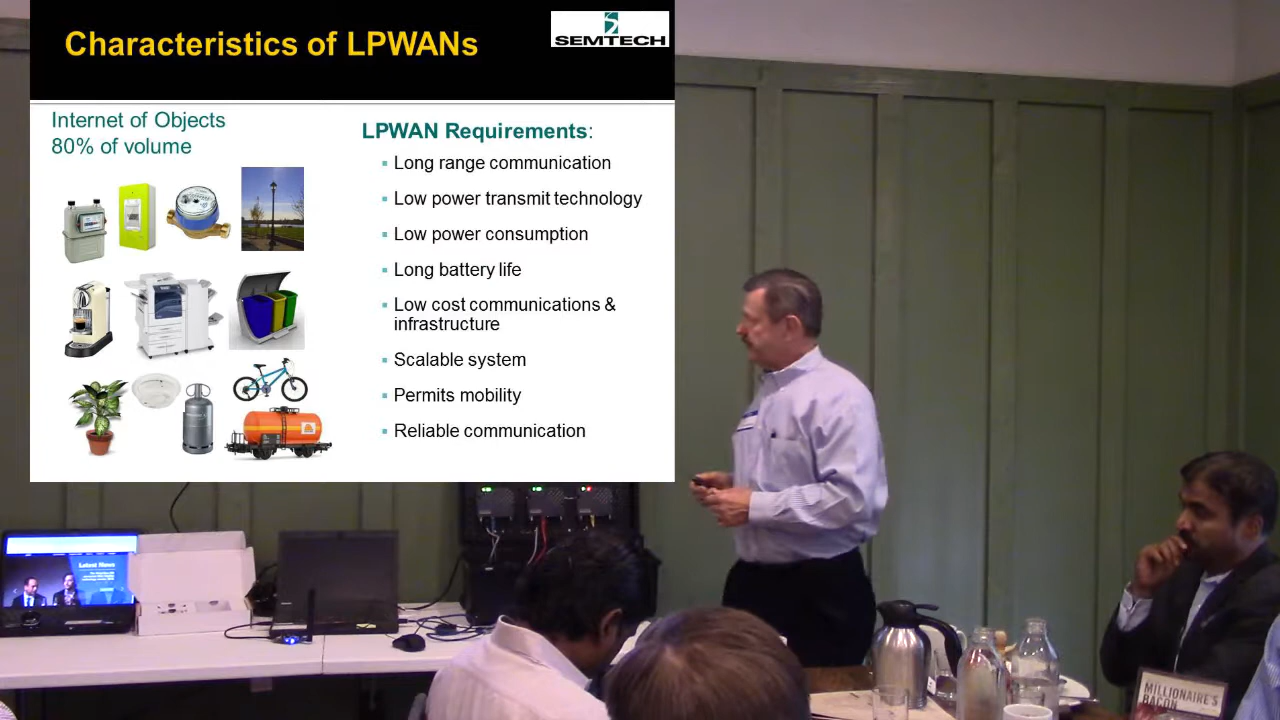 Characteristics of LPWANs
SEMTECH
Internet of Objects
80% of volume
LPWAN Requirements:
Long range communication
Low power transmit technology
Low power consumption
Long battery life
Low cost communications &
infrastructure
Scalable system
Permits mobility
Reliable communication
Latest News
MILLIONAIRE'S
BACON